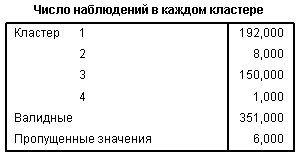 Число наблюдений в каждом кластере
Кластер 1 192,000
2 8,000
3 150,000
4 1,000
Валидные 351,000
Пропущенные значения 6,000